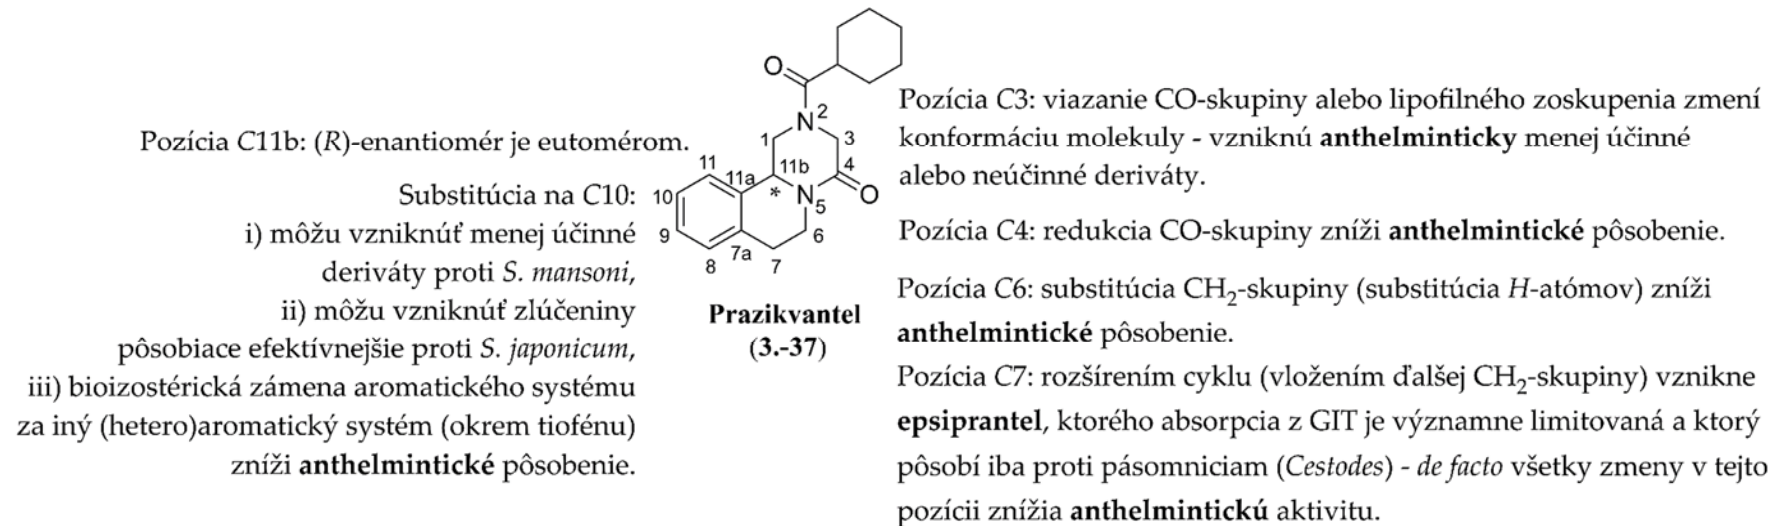 Pozícia C11b: (R)-enantiomér je eutomérom.
Substitúcia na C10:
i) môžu vzniknúť menej účinné
deriváty proti S. mansoni,
ii) môžu vzniknúť zlúčeniny
pôsobiace efektívnejšie proti S. japonicum,
iii) bioizostérická zámena aromatického systému
za iný (hetero)aromatický systém (okrem tiofénu)
zníži anthelmintické pôsobenie.
O
N
2
1
3
11
11b
4
11a
10
*
N
O
5
9
6
7a
8
7
Prazikvantel
(3.-37)
Pozícia C3: viazanie CO-skupiny alebo lipofilného zoskupenia zmení
konformáciu molekuly - vzniknú anthelminticky menej účinné
alebo neúčinné deriváty.
Pozícia C4: redukcia CO-skupiny zníži anthelmintické pôsobenie.
Pozícia C6: substitúcia CH₂-skupiny (substitúcia H-atómov) zníži
anthelmintické pôsobenie.
Pozícia C7: rozšírením cyklu (vložením ďalšej CH₂-skupiny) vznikne
epsiprantel, ktorého absorpcia z GIT je významne limitovaná a ktorý
pôsobí iba proti pásomniciam (Cestodes) - de facto všetky zmeny v tejto
pozícii znížia anthelmintickú aktivitu.